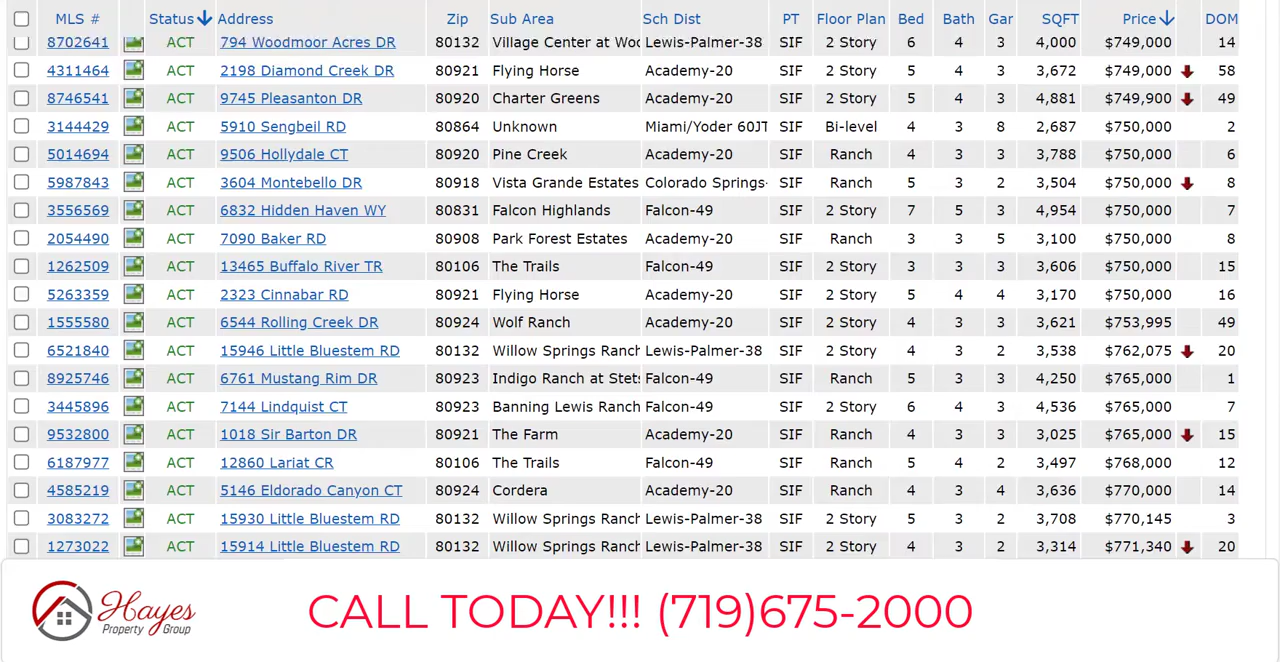 MLS # Status Address Zip Sub Area Sch Dist PT Floor Plan Bed Bath Gar SQFT Price DOM
8702641 ACT 794 Woodmoor Acres DR 80132 Village Center at Woo Lewis-Palmer-38 SIF 2 Story 6 4 3 4,000 $749,000 14
4311464 ACT 2198 Diamond Creek DR 80921 Flying Horse Academy-20 SIF 2 Story 5 4 3 3,672 $749,000 58
8746541 ACT 9745 Pleasanton DR 80920 Charter Greens Academy-20 SIF 2 Story 5 4 3 4,881 $749,900 49
3144429 ACT 5910 Sengbeil RD 80864 Unknown Miami/Yoder 60JT SIF Bi-level 4 3 8 2,687 $750,000 2
5014694 ACT 9506 Hollydale CT 80920 Pine Creek Academy-20 SIF Ranch 4 3 3 3,788 $750,000 6
5987843 ACT 3604 Montebello DR 80918 Vista Grande Estates Colorado Springs- SIF Ranch 5 3 2 3,504 $750,000 8
3556569 ACT 6832 Hidden Haven WY 80831 Falcon Highlands Falcon-49 SIF 2 Story 7 5 3 4,954 $750,000 7
2054490 ACT 7090 Baker RD 80908 Park Forest Estates Academy-20 SIF Ranch 3 3 5 3,100 $750,000 8
1262509 ACT 13465 Buffalo River TR 80106 The Trails Falcon-49 SIF 2 Story 3 3 3 3,606 $750,000 15
5263359 ACT 2323 Cinnabar RD 80921 Flying Horse Academy-20 SIF 2 Story 5 4 4 3,170 $750,000 16
1555580 ACT 6544 Rolling Creek DR 80924 Wolf Ranch Academy-20 SIF 2 Story 4 3 3 3,621 $753,995 49
6521840 ACT 15946 Little Bluestem RD 80132 Willow Springs Ranch Lewis-Palmer-38 SIF 2 Story 4 3 2 3,538 $762,075 20
8925746 ACT 6761 Mustang Rim DR 80923 Indigo Ranch at Stets Falcon-49 SIF Ranch 5 3 3 4,250 $765,000 1
3445896 ACT 7144 Lindquist CT 80923 Banning Lewis Ranch Falcon-49 SIF 2 Story 6 4 3 4,536 $765,000 7
9532800 ACT 1018 Sir Barton DR 80921 The Farm Academy-20 SIF Ranch 4 3 3 3,025 $765,000 15
6187977 ACT 12860 Lariat CR 80106 The Trails Falcon-49 SIF Ranch 5 4 2 3,497 $768,000 12
4585219 ACT 5146 Eldorado Canyon CT 80924 Cordera Academy-20 SIF Ranch 4 3 4 3,636 $770,000 14
3083272 ACT 15930 Little Bluestem RD 80132 Willow Springs Ranch Lewis-Palmer-38 SIF 2 Story 5 3 2 3,708 $770,145 3
1273022 ACT 15914 Little Bluestem RD 80132 Willow Springs Ranch Lewis-Palmer-38 SIF 2 Story 4 3 2 3,314 $771,340 20
Hayes
Property Group
CALL TODAY!!! (719)675-2000